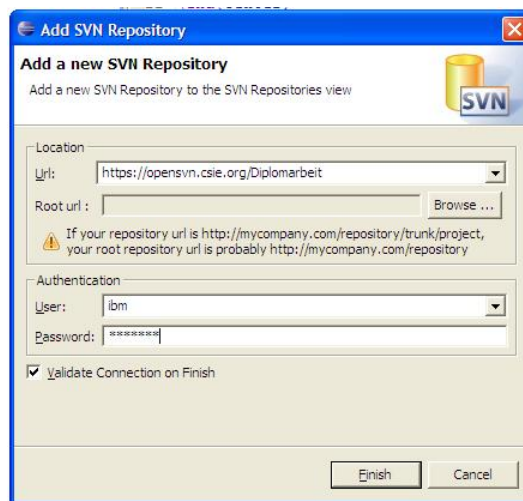 Add SVN Repository
Add a new SVN Repository
Add a new SVN Repository to the SVN Repositories view
SVN
Location
Url: https://opensvn.csie.org/Diplomarbeit
Root url : Browse ...
If your repository url is http://mycompany.com/repository/trunk/project,
your root repository url is probably http://mycompany.com/repository
Authentication
User: ibm
Password: *******
Validate Connection on Finish
Finish Cancel